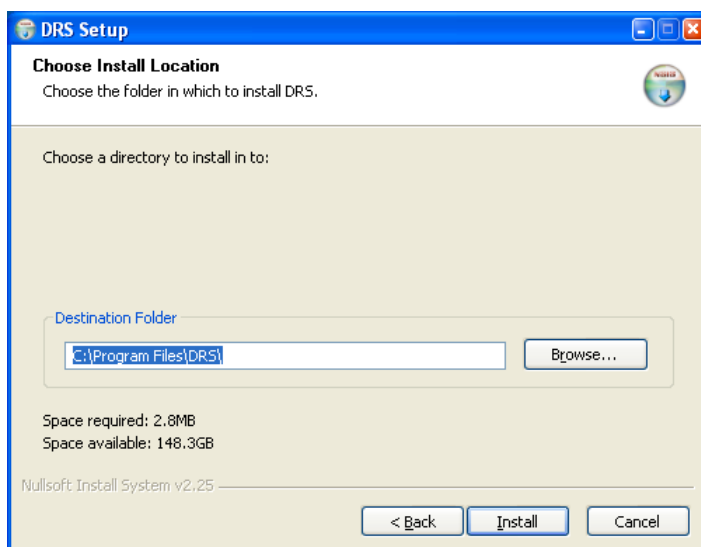 DRS Setup
Choose Install Location
Choose the folder in which to install DRS.
NSIS
Choose a directory to install in to:
Destination Folder
C:\Program Files\DRS\
Browse...
Space required: 2.8MB
Space available: 148.3GB
Nullsoft Install System v2.25
< Back
Install
Cancel